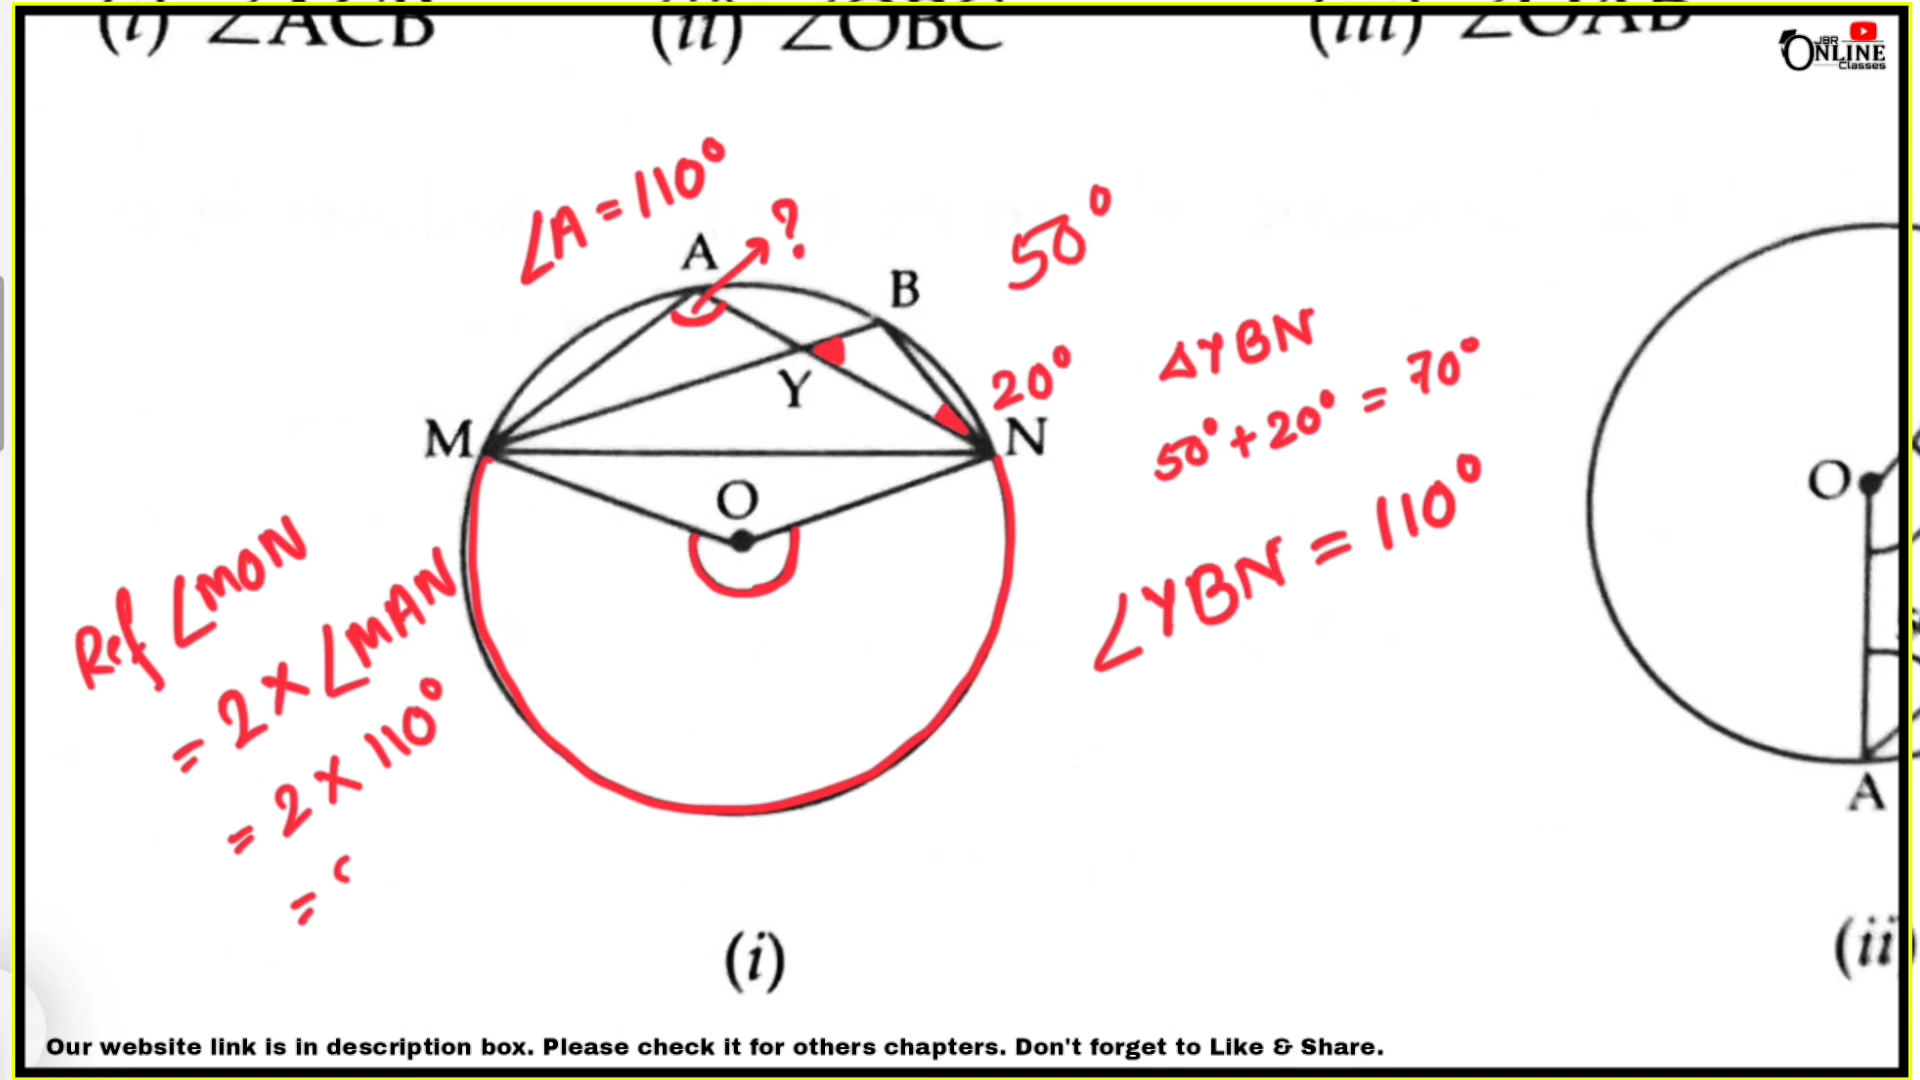 (i) ∠ACB (ii) ∠OBC (iii) ∠OAB
JBR
ONLINE
Classes
∠A = 110°
?
A
B
50°
Y
20°
M
N
O
ΔYBN
50° + 20° = 70°
∠YBN = 110°
Ref ∠MON
= 2 × ∠MAN
= 2 × 110°
=
O
A
(i)
(ii
Our website link is in description box. Please check it for others chapters. Don't forget to Like & Share.